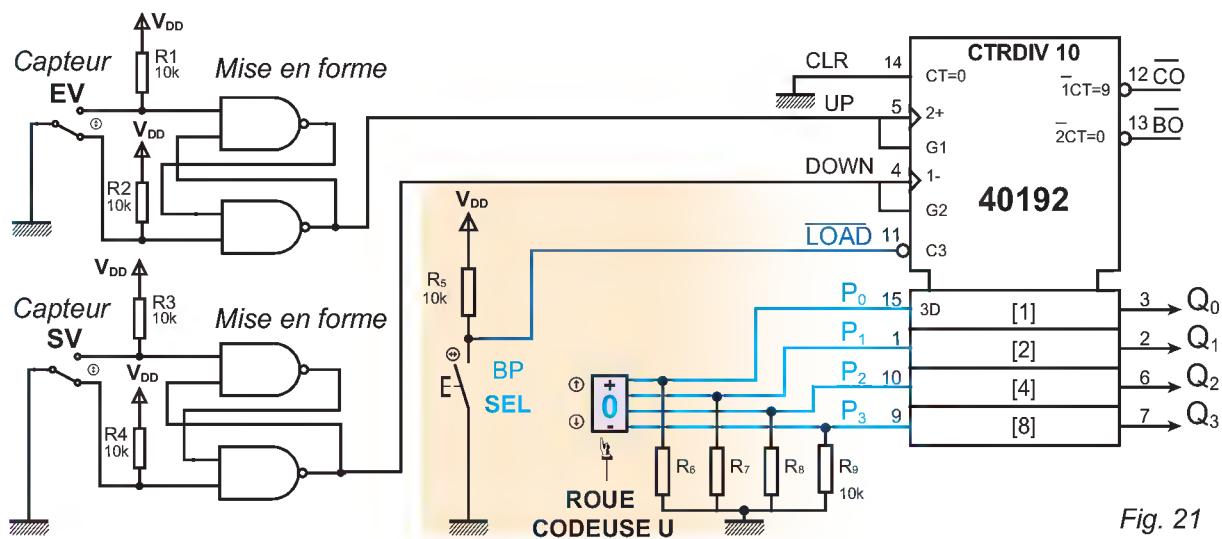 VDD
R1
10k
Capteur
EV
Mise en forme
VDD
R2
10k
VDD
R3
10k
Capteur
SV
Mise en forme
VDD
R4
10k
VDD
R5
10k
BP
SEL
+
0
-
ROUE
CODEUSE U
R6
R7
R8
R9
10k
CLR
14
UP
5
DOWN
4
LOAD
11
P0
15
P1
1
P2
10
P3
9
CTRDIV 10
CT=0
1CT=9
12
CO
2+
G1
2CT=0
13
BO
1-
G2
40192
C3
3D
[1]
3
Q0
[2]
2
Q1
[4]
6
Q2
[8]
7
Q3
Fig. 21